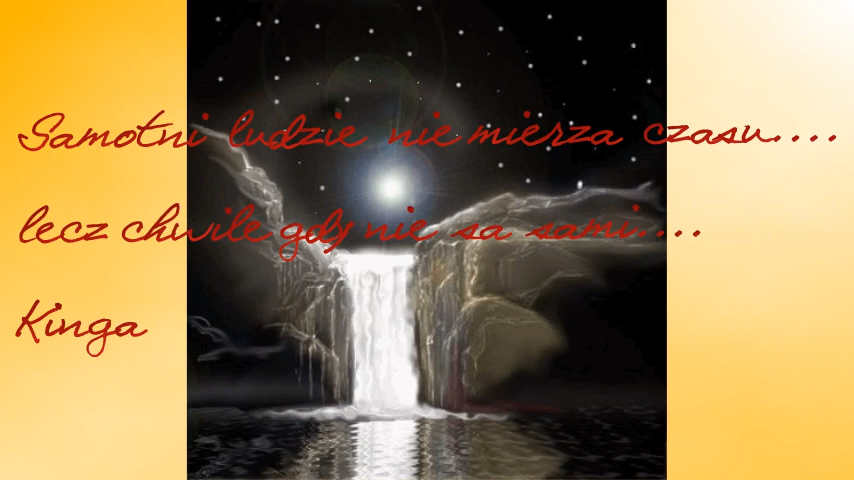 Samotni ludzie nie mierza czasu....
lecz chwile gdy nie sa sami....
Kinga